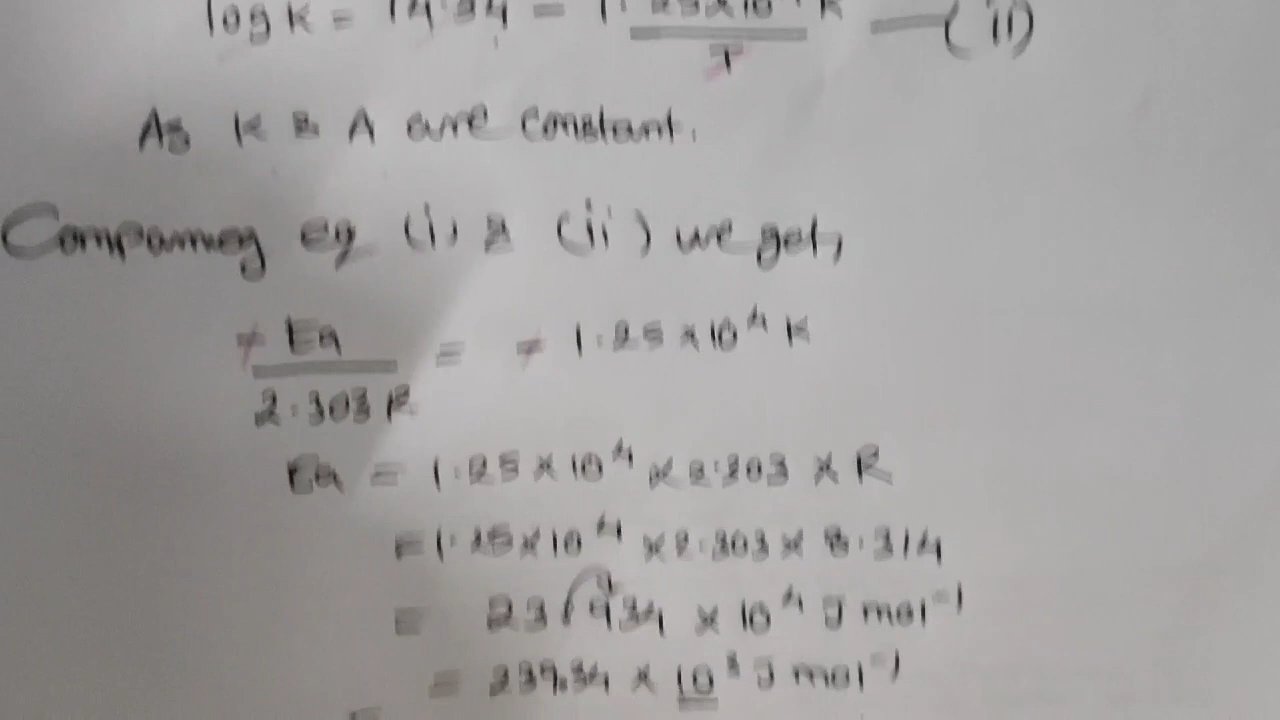 log K = 14.34 - 1.25×10⁴ K / T —(ii)
As K & A are constant.
Comparing eq (i) & (ii) we get,
- Ea / 2.303 R = - 1.25 × 10⁴ K
Ea = 1.25 × 10⁴ × 2.303 × R
= 1.25 × 10⁴ × 2.303 × 8.314
= 23.934 × 10⁴ J mol⁻¹
= 239.34 × 10³ J mol⁻¹